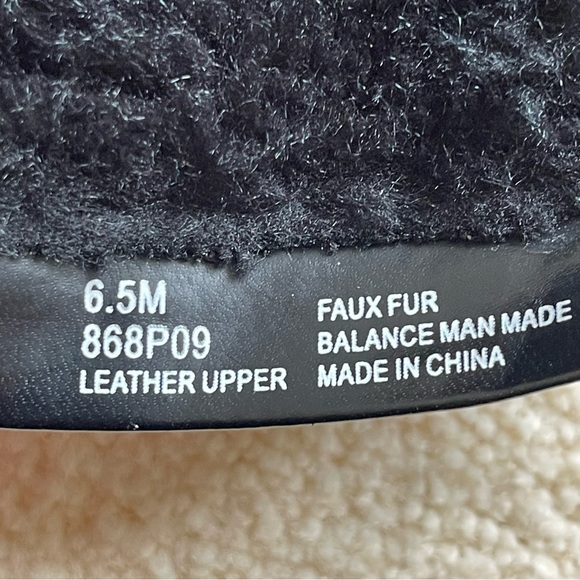 6.5M
868P09
LEATHER UPPER
FAUX FUR
BALANCE MAN MADE
MADE IN CHINA